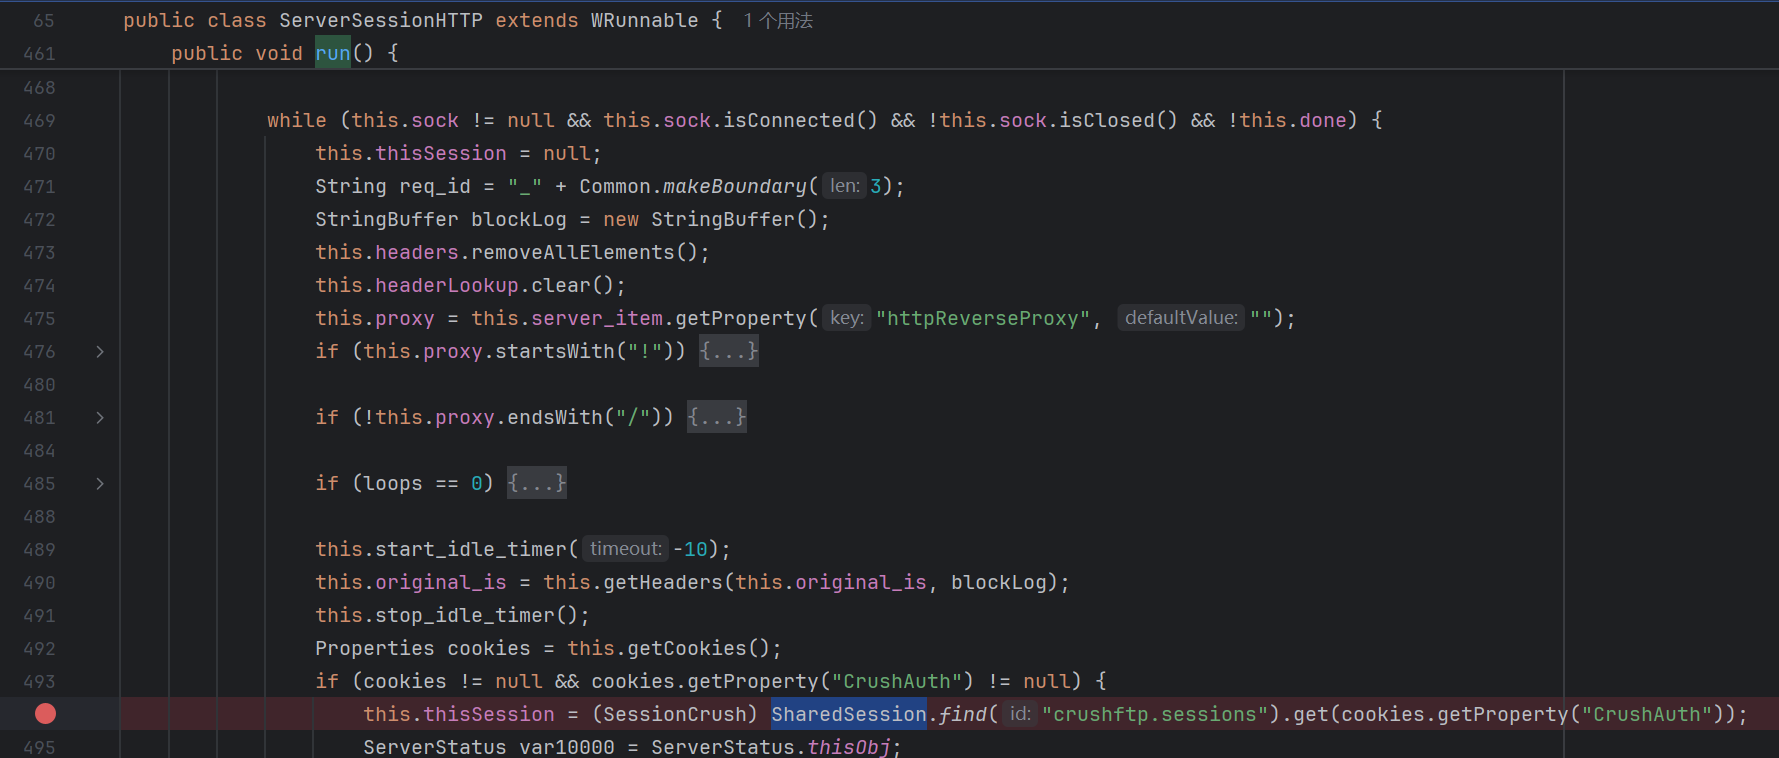 65 public class ServerSessionHTTP extends WRunnable { 1 个用法
461 public void run() {
468
469 while (this.sock != null && this.sock.isConnected() && !this.sock.isClosed() && !this.done) {
470 this.thisSession = null;
471 String req_id = "_" + Common.makeBoundary( len: 3);
472 StringBuffer blockLog = new StringBuffer();
473 this.headers.removeAllElements();
474 this.headerLookup.clear();
475 this.proxy = this.server_item.getProperty( key: "httpReverseProxy", defaultValue: "");
476 if (this.proxy.startsWith("!")) {...}
480
481 if (!this.proxy.endsWith("/")) {...}
484
485 if (loops == 0) {...}
488
489 this.start_idle_timer( timeout: -10);
490 this.original_is = this.getHeaders(this.original_is, blockLog);
491 this.stop_idle_timer();
492 Properties cookies = this.getCookies();
493 if (cookies != null && cookies.getProperty("CrushAuth") != null) {
this.thisSession = (SessionCrush) SharedSession.find( id: "crushftp.sessions").get(cookies.getProperty("CrushAuth"));
495 ServerStatus var10000 = ServerStatus.thisObj;